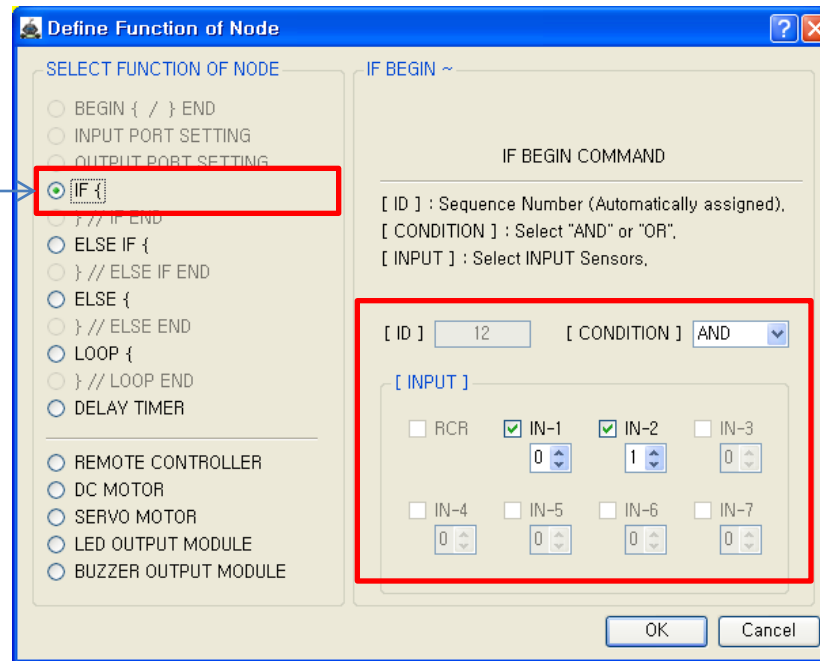 Define Function of Node
SELECT FUNCTION OF NODE
BEGIN { / } END
INPUT PORT SETTING
OUTPUT PORT SETTING
IF {
} // IF END
ELSE IF {
} // ELSE IF END
ELSE {
} // ELSE END
LOOP {
} // LOOP END
DELAY TIMER
REMOTE CONTROLLER
DC MOTOR
SERVO MOTOR
LED OUTPUT MODULE
BUZZER OUTPUT MODULE
IF BEGIN ~
IF BEGIN COMMAND
[ ID ] : Sequence Number (Automatically assigned),
[ CONDITION ] : Select "AND" or "OR",
[ INPUT ] : Select INPUT Sensors,
[ ID ] 12 [ CONDITION ] AND
[ INPUT ]
RCR IN-1 IN-2 IN-3
0 1 0
IN-4 IN-5 IN-6 IN-7
0 0 0 0
OK Cancel